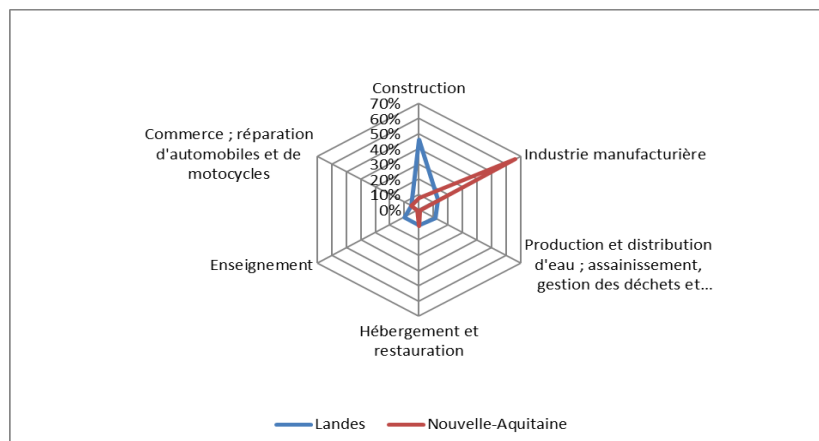 Construction
70%
60%
50%
40%
30%
20%
10%
0%
Industrie manufacturière
Production et distribution
d'eau ; assainissement,
gestion des déchets et...
Hébergement et
restauration
Enseignement
Commerce ; réparation
d'automobiles et de
motocycles
Landes
Nouvelle-Aquitaine